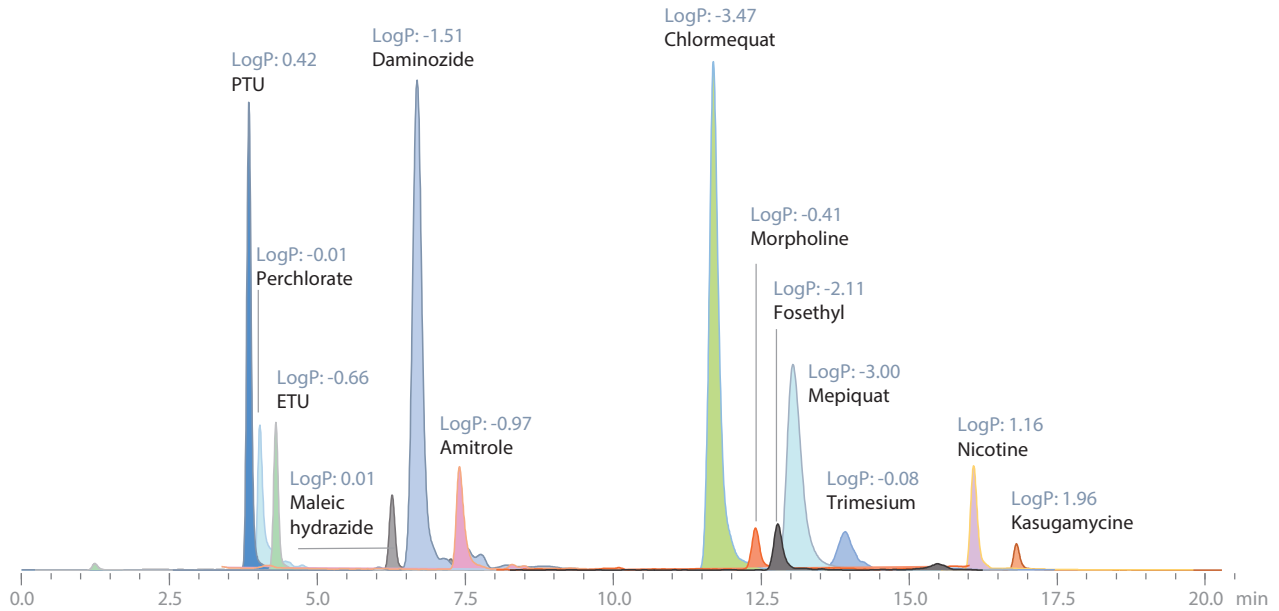 LogP: -3.47
Chlormequat
LogP: -1.51
Daminozide
LogP: 0.42
PTU
LogP: -0.41
Morpholine
LogP: -0.01
Perchlorate
LogP: -2.11
Fosethyl
LogP: -0.66
ETU
LogP: -3.00
Mepiquat
LogP: -0.97
Amitrole
LogP: 1.16
Nicotine
LogP: 0.01
Maleic
hydrazide
LogP: -0.08
Trimesium
LogP: 1.96
Kasugamycine
0.0 2.5 5.0 7.5 10.0 12.5 15.0 17.5 20.0 min